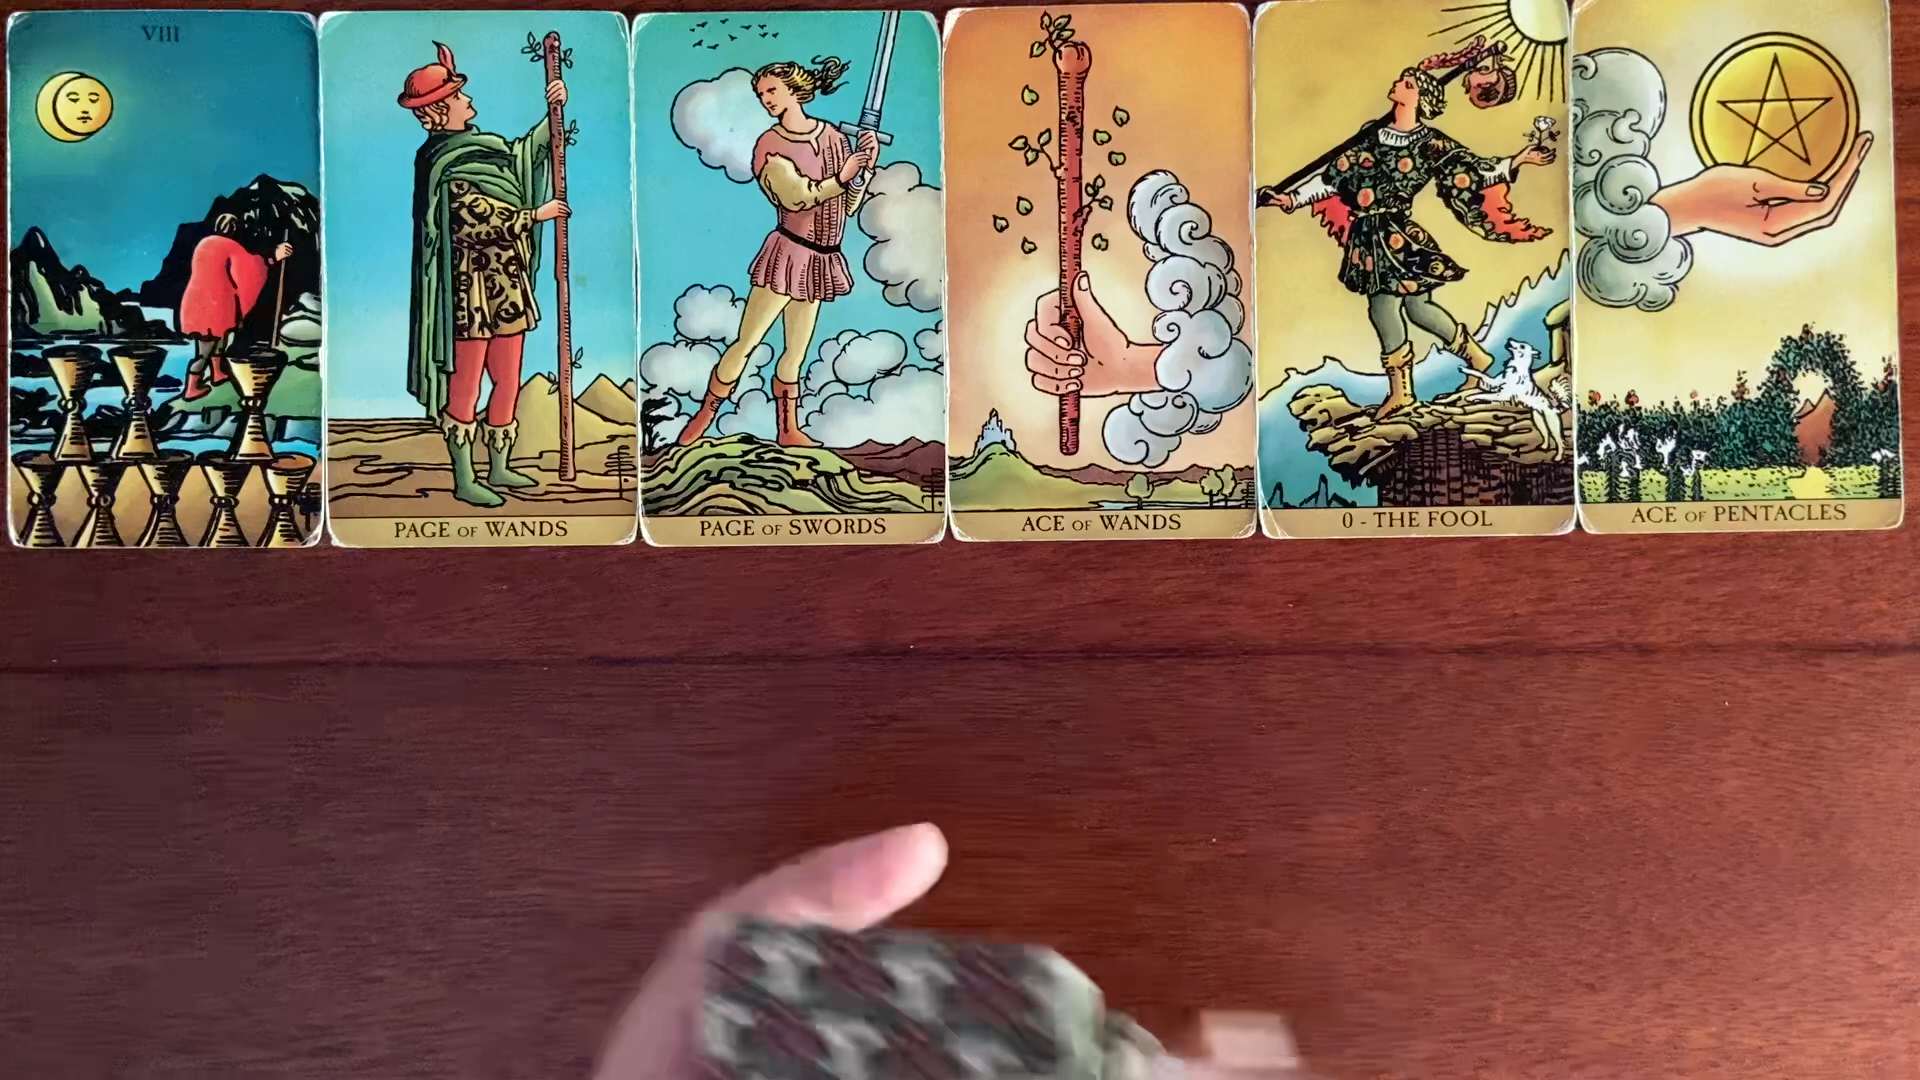 VIII
PAGE OF WANDS
PAGE OF SWORDS
ACE OF WANDS
0 - THE FOOL
ACE OF PENTACLES